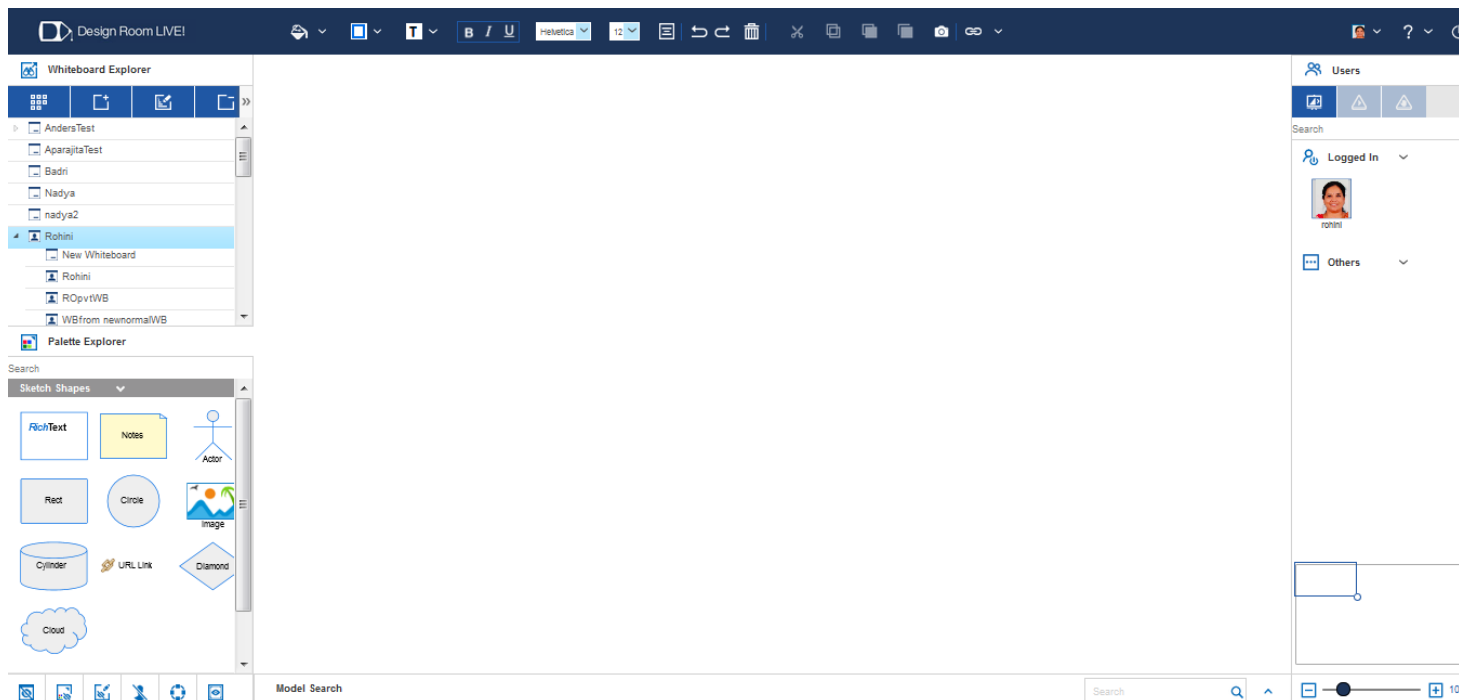 Design Room LIVE!
T
B I U
Helvetica
12
?
Whiteboard Explorer
AndersTest
AparajitaTest
Badri
Nadya
nadya2
Rohini
New Whiteboard
Rohini
ROpvtWB
WBfrom newnormalWB
Palette Explorer
Search
Sketch Shapes
RichText
Notes
Actor
Rect
Circle
Image
Cylinder
URL Link
Diamond
Cloud
Model Search
Search
Users
Search
Logged In
rohini
Others
10